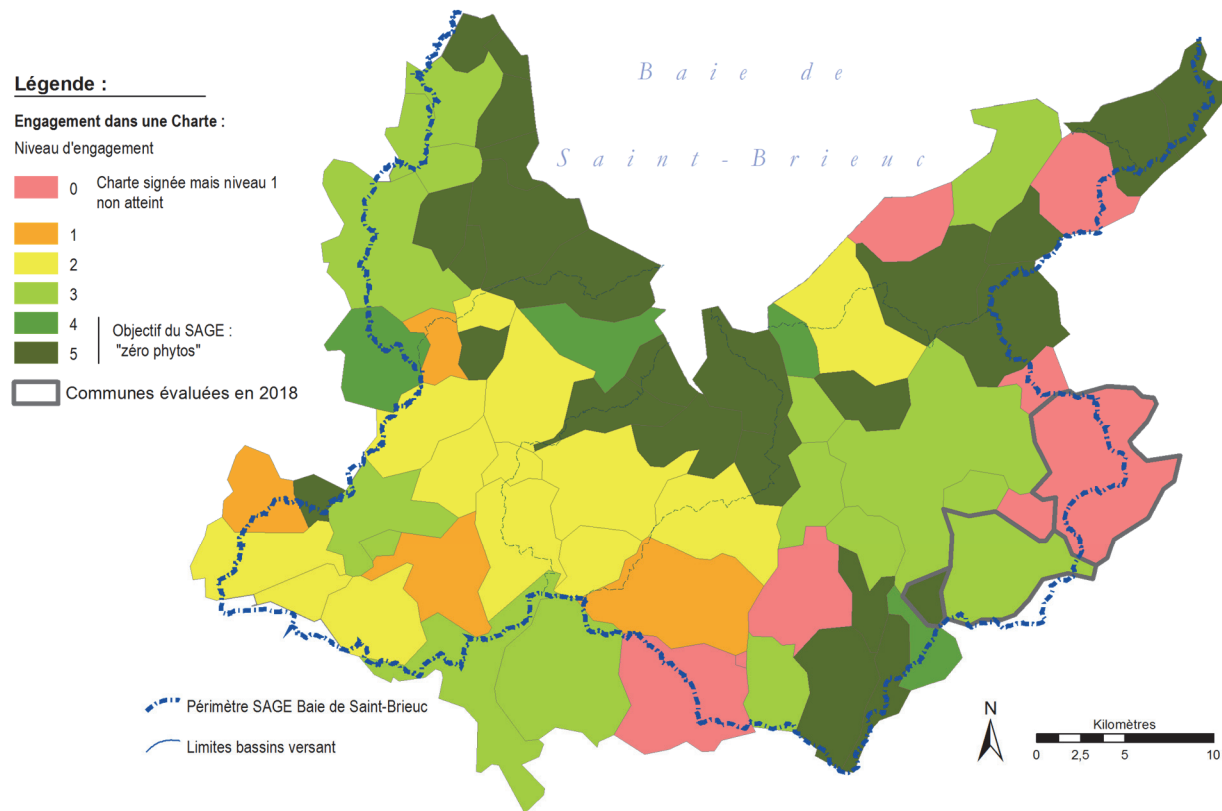 Baie de
Saint-Brieuc
Légende :
Engagement dans une Charte :
Niveau d'engagement
0 Charte signée mais niveau 1
non atteint
1
2
3
4
5
Objectif du SAGE :
"zéro phytos"
Communes évaluées en 2018
Périmètre SAGE Baie de Saint-Brieuc
Limites bassins versant
N
Kilomètres
0 2,5 5 10